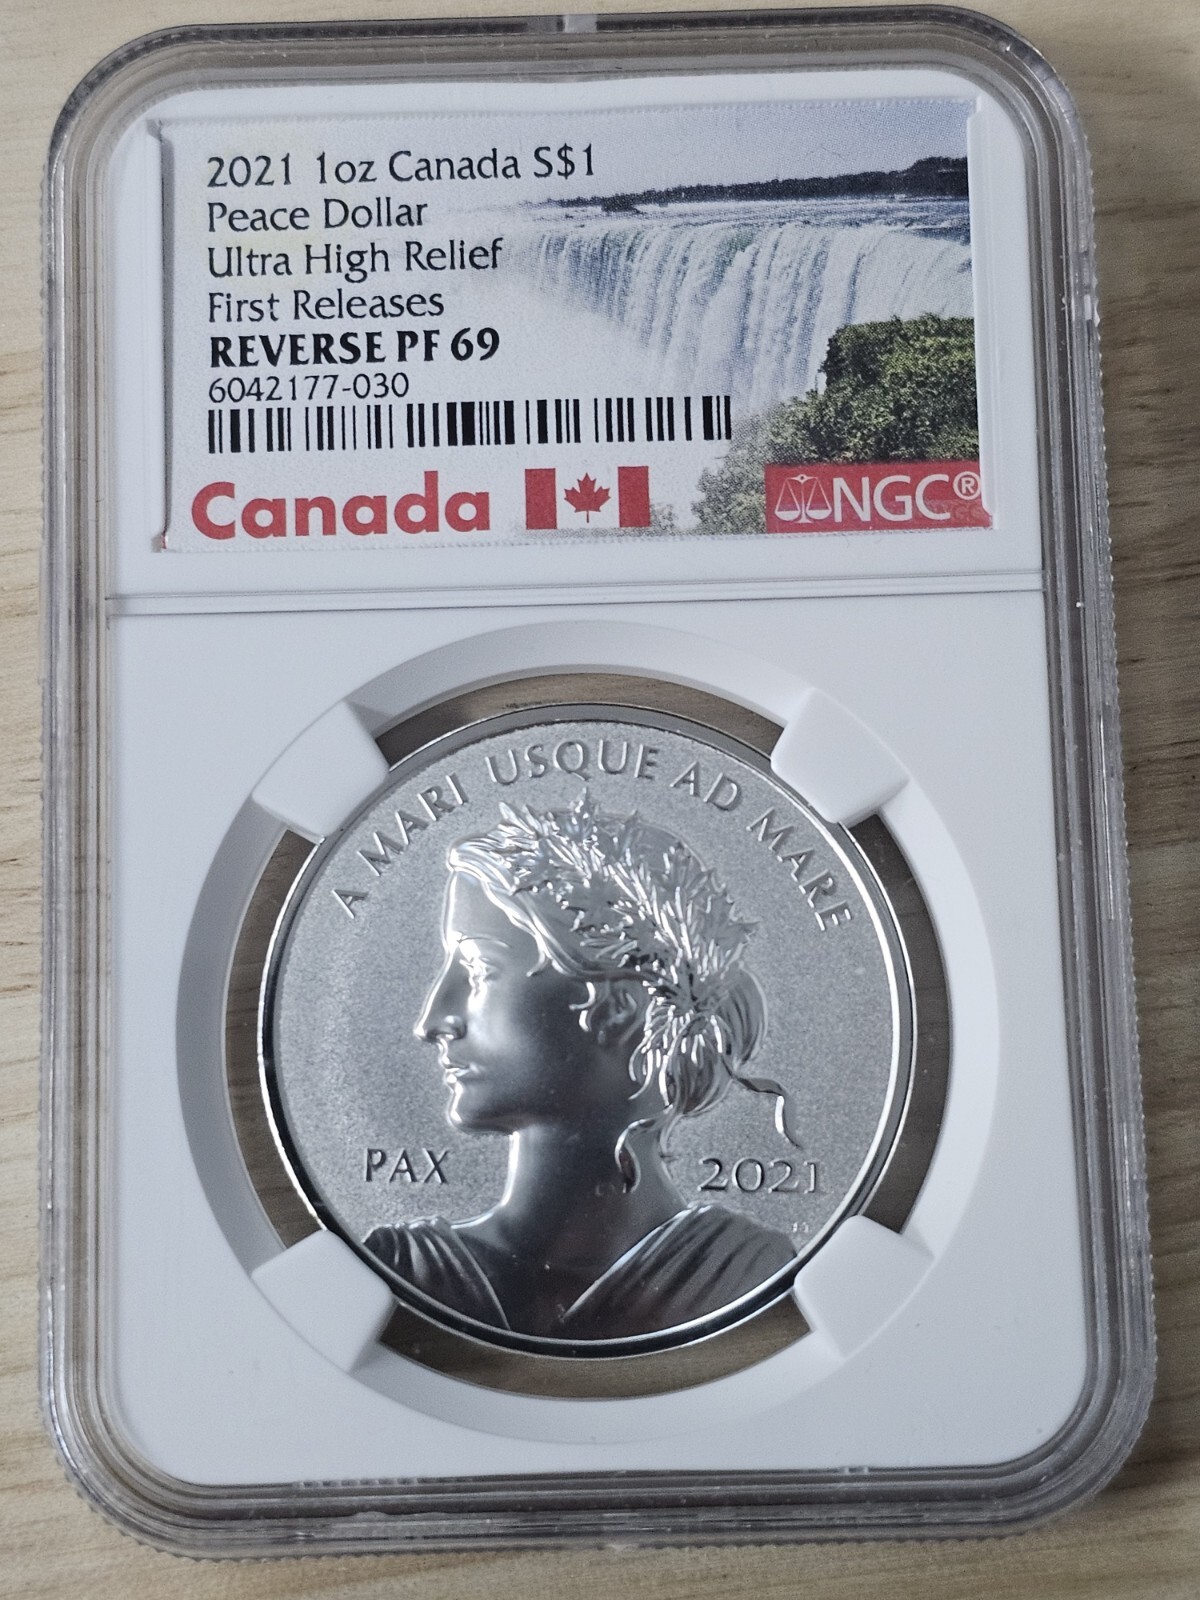 2021 1oz Canada S$1
Peace Dollar
Ultra High Relief
First Releases
REVERSE PF 69
6042177-030
Canada
NGC®
A MARI USQUE AD MARE
PAX
2021